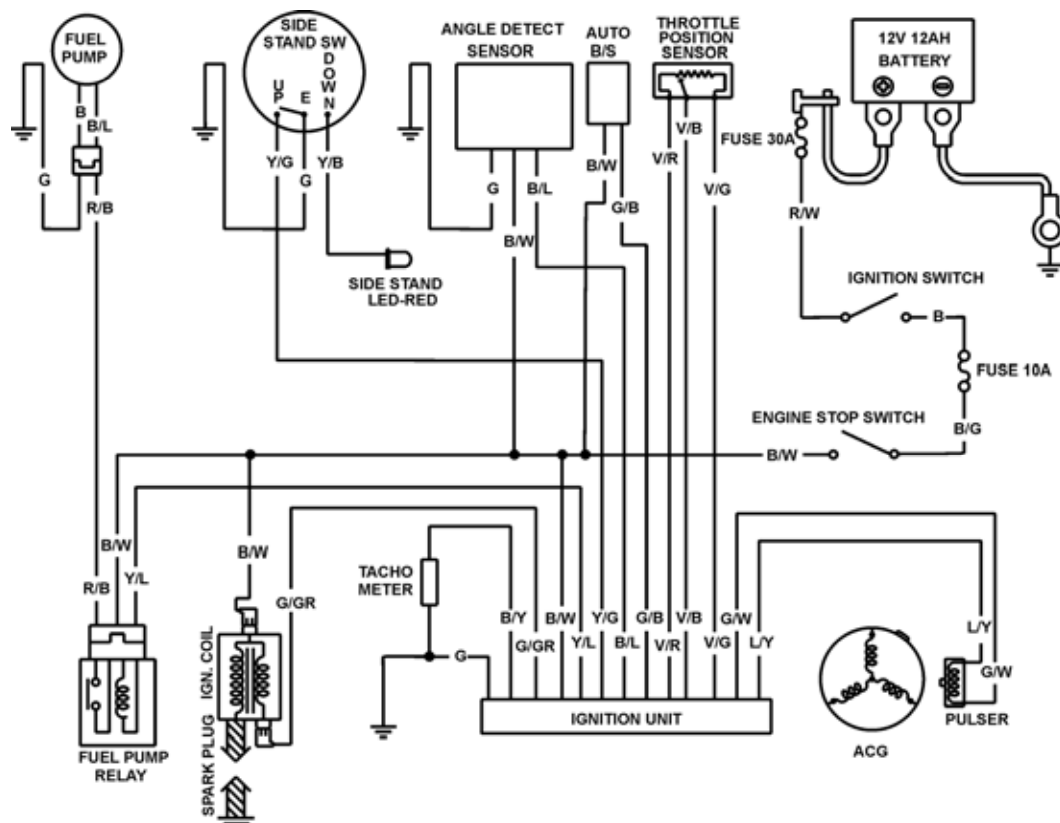 FUEL
PUMP
B
B/L
G
R/B
SIDE
STAND SW
DOWN
UP
E
Y/G
G
Y/B
SIDE STAND
LED-RED
ANGLE DETECT
SENSOR
G
B/W
B/L
AUTO
B/S
B/W
G/B
THROTTLE
POSITION
SENSOR
V/R
V/B
V/G
12V 12AH
BATTERY
FUSE 30A
R/W
IGNITION SWITCH
B
FUSE 10A
B/G
ENGINE STOP SWITCH
B/W
R/B
B/W
Y/L
FUEL PUMP
RELAY
B/W
G/GR
IGN. COIL
SPARK PLUG
TACHO
METER
G
B/Y
G/GR
B/W
Y/L
Y/G
B/L
G/B
V/R
V/B
V/G
G/W
L/Y
IGNITION UNIT
ACG
L/Y
G/W
PULSER